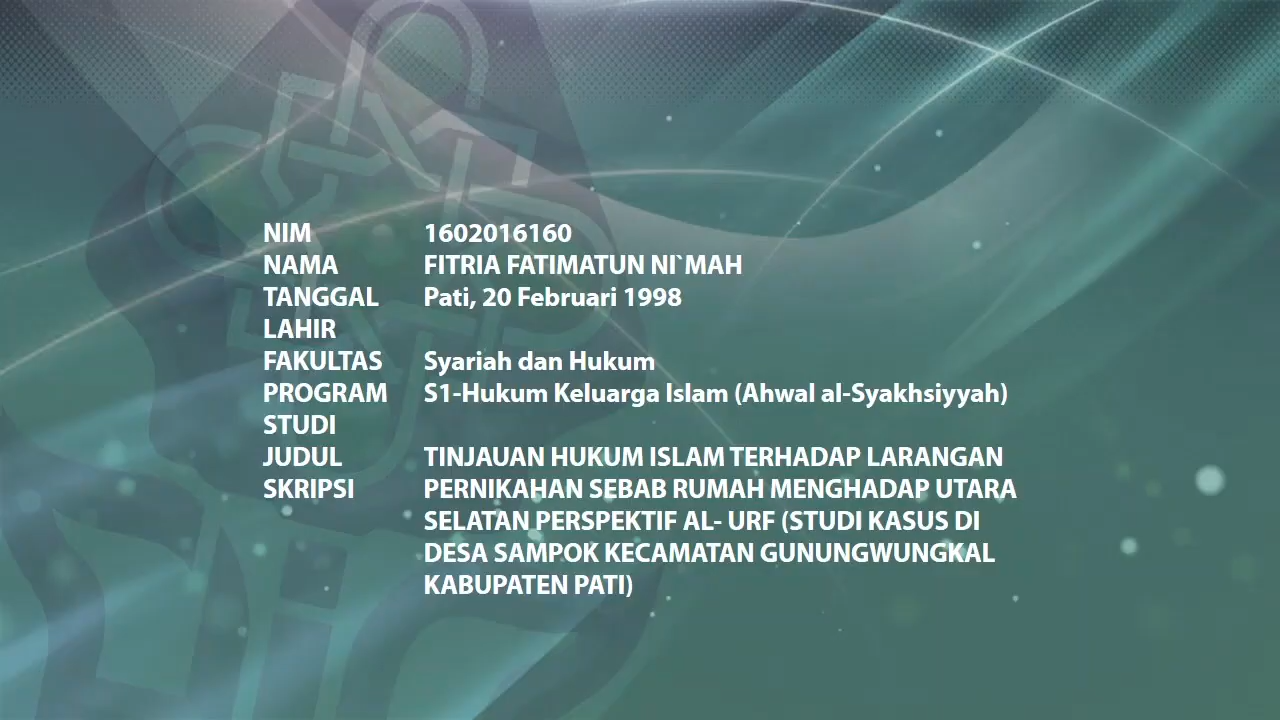 NIM 1602016160
NAMA FITRIA FATIMATUN NI`MAH
TANGGAL Pati, 20 Februari 1998
LAHIR
FAKULTAS Syariah dan Hukum
PROGRAM S1-Hukum Keluarga Islam (Ahwal al-Syakhsiyyah)
STUDI
JUDUL TINJAUAN HUKUM ISLAM TERHADAP LARANGAN
SKRIPSI PERNIKAHAN SEBAB RUMAH MENGHADAP UTARA
SELATAN PERSPEKTIF AL- URF (STUDI KASUS DI
DESA SAMPOK KECAMATAN GUNUNGWUNGKAL
KABUPATEN PATI)